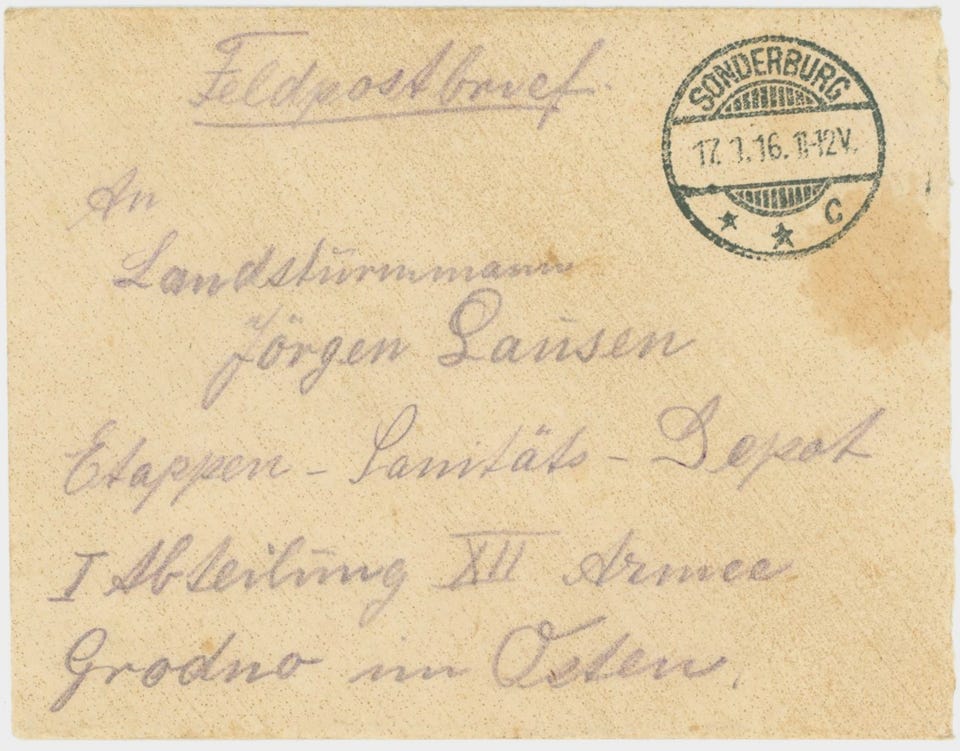 Feldpostbrief.
SONDERBURG
17.1.16. 11-12V.
* * C
An
Landstürmmann
Jörgen Lausen
Etappen - Sanitäts - Depot
I Abteilung XII Armee
Grodno im Osten.